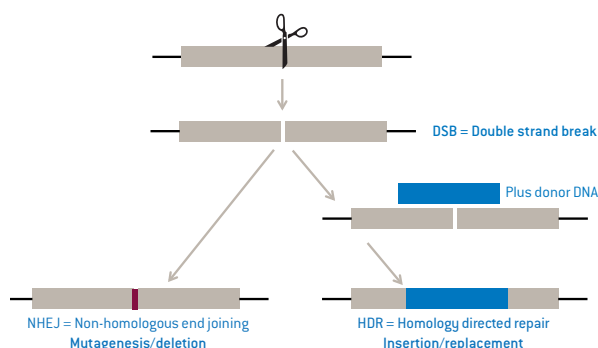 DSB = Double strand break
Plus donor DNA
NHEJ = Non-homologous end joining
Mutagenesis/deletion
HDR = Homology directed repair
Insertion/replacement